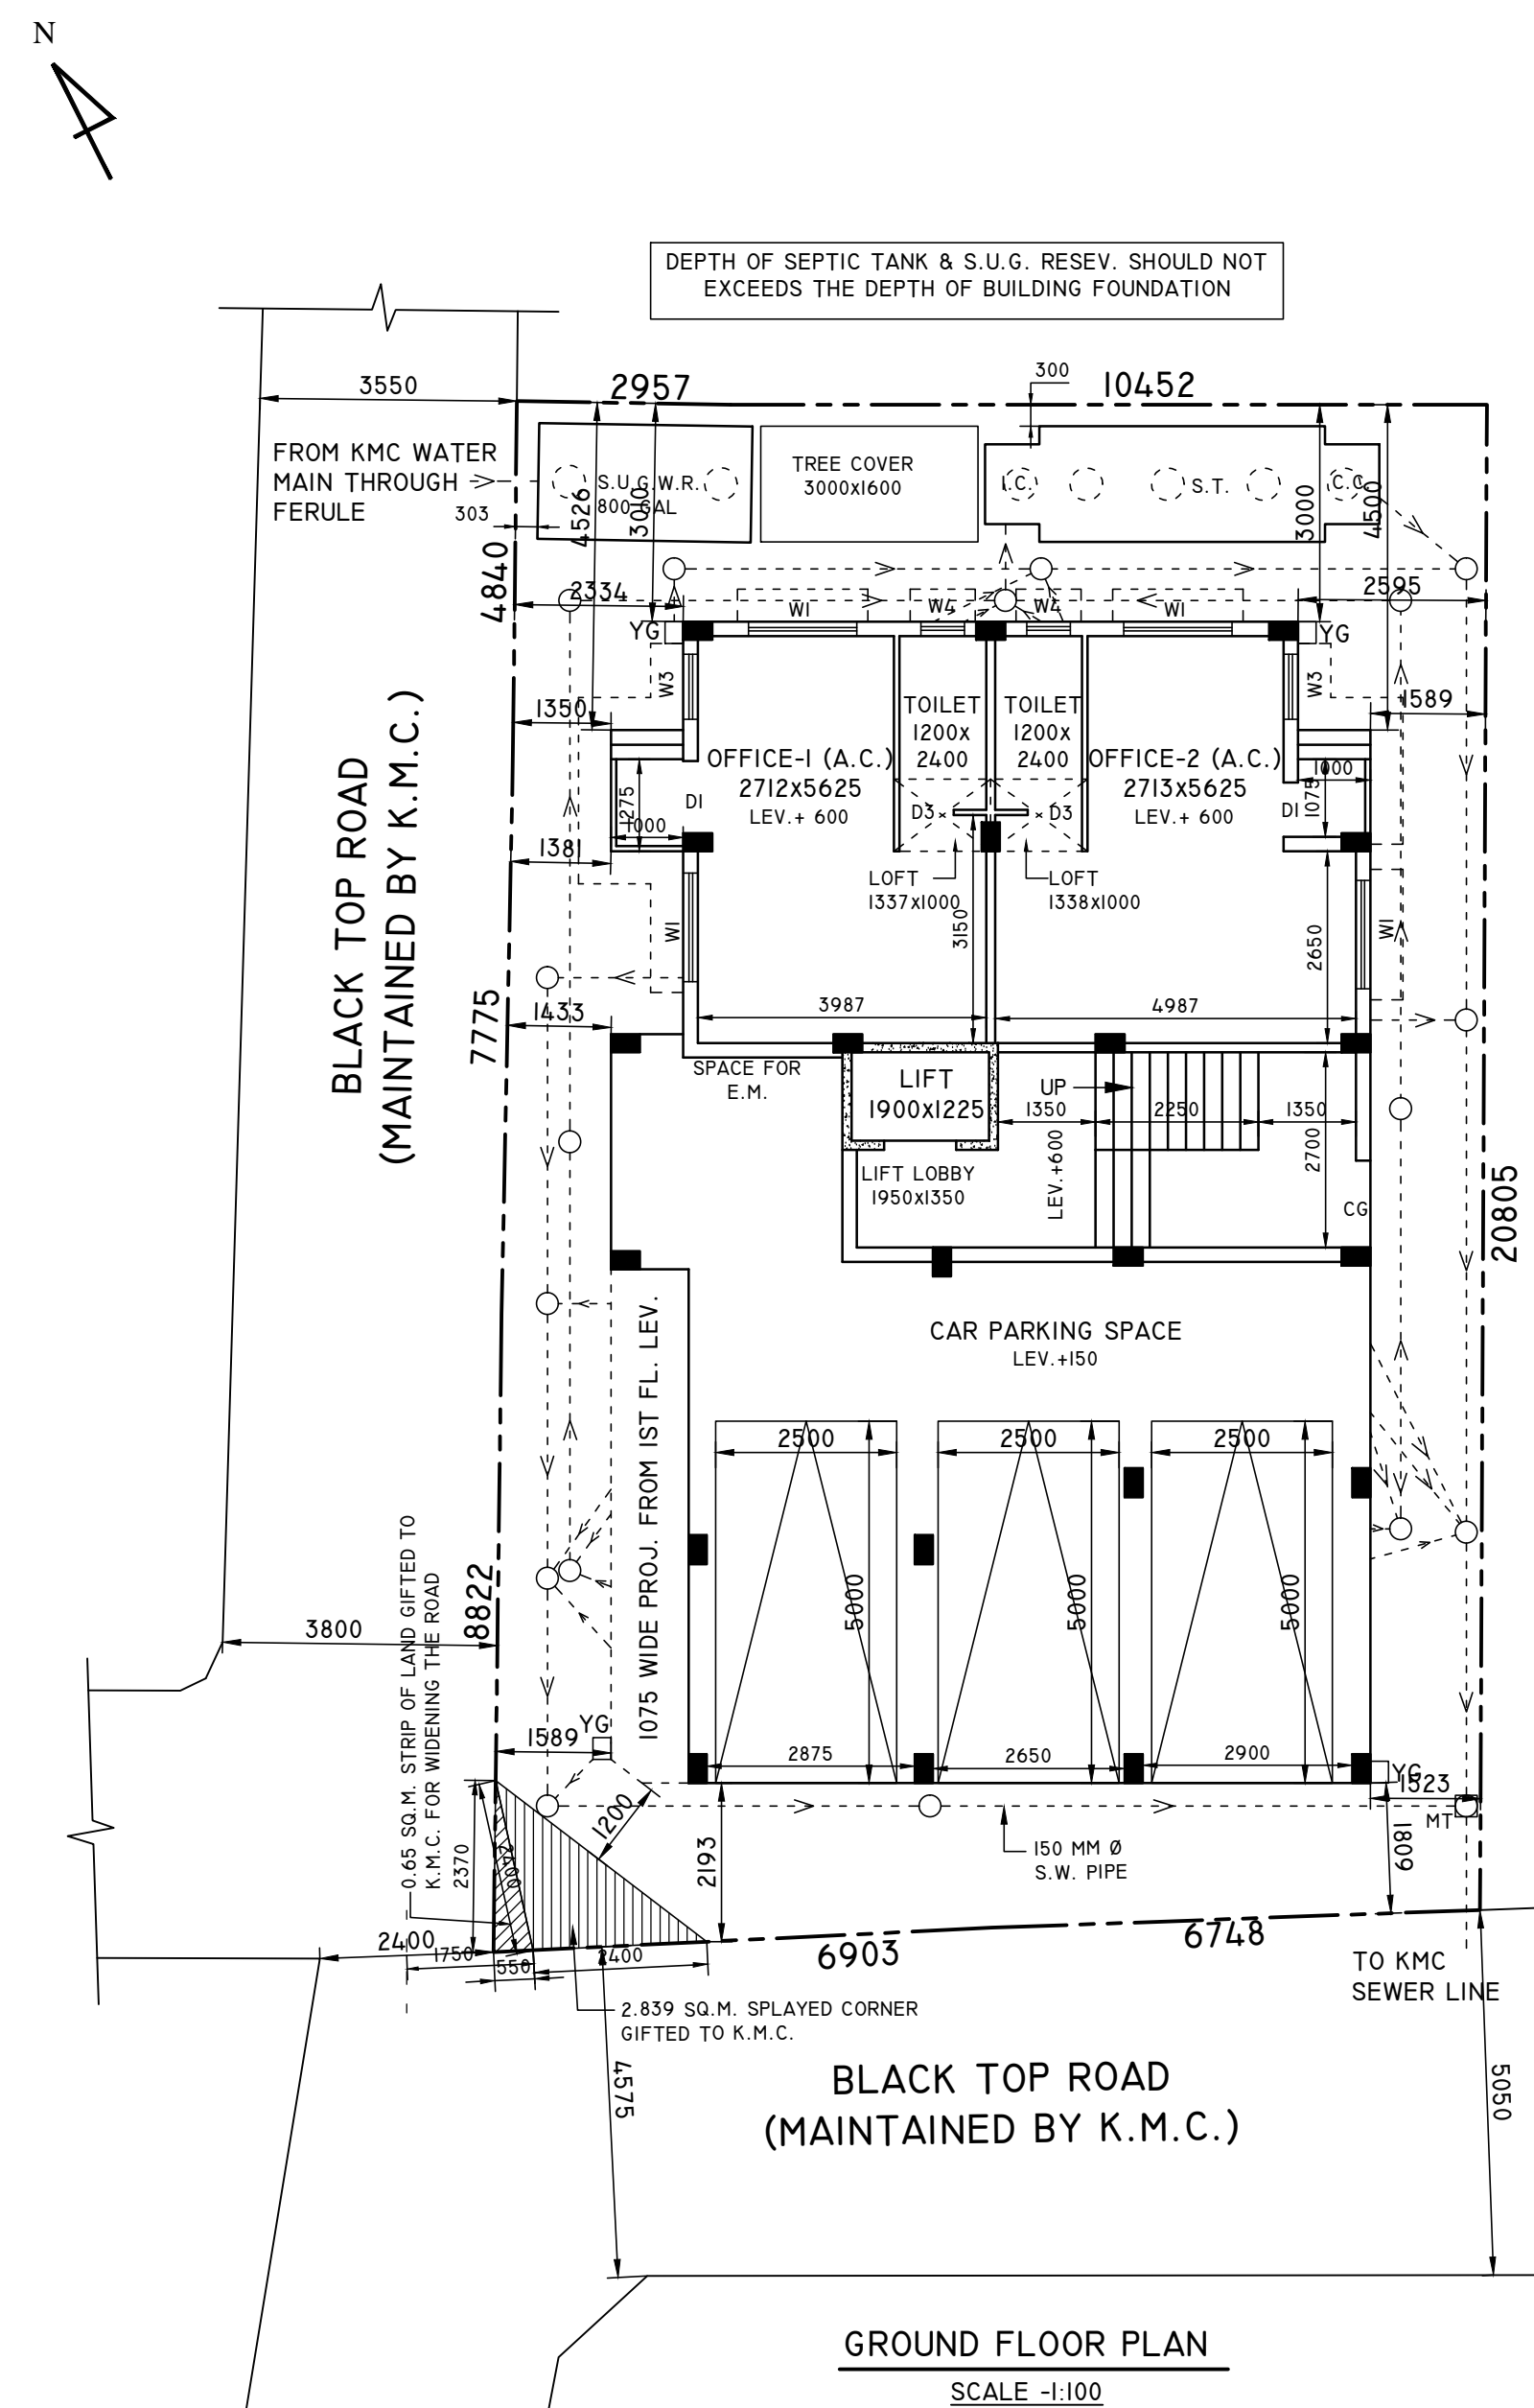 N
DEPTH OF SEPTIC TANK & S.U.G. RESEV. SHOULD NOT
EXCEEDS THE DEPTH OF BUILDING FOUNDATION
300
3550
2957
10452
FROM KMC WATER
MAIN THROUGH
FERULE
303
S.U.G.W.R.
800 GAL
4526
3010
TREE COVER
3000x1600
I.C.
S.T.
C.C.
3000
4500
4840
2334
2595
W1
W4
W4
W1
YG
YG
W3
W3
1350
1589
TOILET
1200x
2400
TOILET
1200x
2400
OFFICE-1 (A.C.)
2712x5625
LEV.+ 600
OFFICE-2 (A.C.)
2713x5625
LEV.+ 600
1275
1000
D1
D3
D3
D1
1000
1075
1381
LOFT
1337x1000
LOFT
1338x1000
BLACK TOP ROAD
(MAINTAINED BY K.M.C.)
W1
3150
2650
W1
7775
1433
3987
4987
SPACE FOR
E.M.
LIFT
1900x1225
UP
1350
2250
1350
2700
LEV.+600
LIFT LOBBY
1950x1350
CG
20805
CAR PARKING SPACE
LEV.+150
1075 WIDE PROJ. FROM 1ST FL. LEV.
2500
2500
2500
5000
5000
5000
8822
3800
0.65 SQ.M. STRIP OF LAND GIFTED TO
K.M.C. FOR WIDENING THE ROAD
1589
YG
2875
2650
2900
YG
1523
MT
1200
2370
2400
2193
150 MM Ø
S.W. PIPE
1889
2400
1750
550
2400
6903
6748
TO KMC
SEWER LINE
2.839 SQ.M. SPLAYED CORNER
GIFTED TO K.M.C.
4575
5050
BLACK TOP ROAD
(MAINTAINED BY K.M.C.)
GROUND FLOOR PLAN
SCALE -1:100